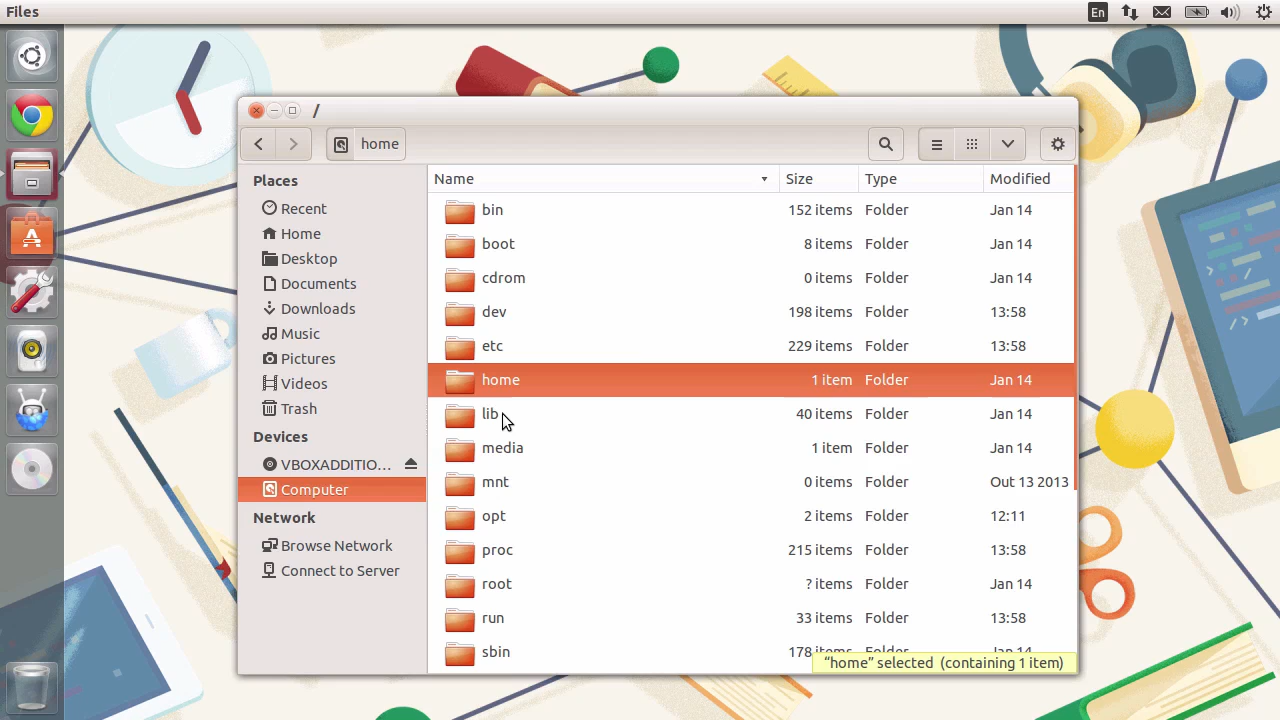 Files
En
/
home
Places
Recent
Home
Desktop
Documents
Downloads
Music
Pictures
Videos
Trash
Devices
VBOXADDITIO...
Computer
Network
Browse Network
Connect to Server
Name Size Type Modified
bin 152 items Folder Jan 14
boot 8 items Folder Jan 14
cdrom 0 items Folder Jan 14
dev 198 items Folder 13:58
etc 229 items Folder 13:58
home 1 item Folder Jan 14
lib 40 items Folder Jan 14
media 1 item Folder Jan 14
mnt 0 items Folder Out 13 2013
opt 2 items Folder 12:11
proc 215 items Folder 13:58
root ? items Folder Jan 14
run 33 items Folder 13:58
sbin 178 Jan 14
“home” selected (containing 1 item)